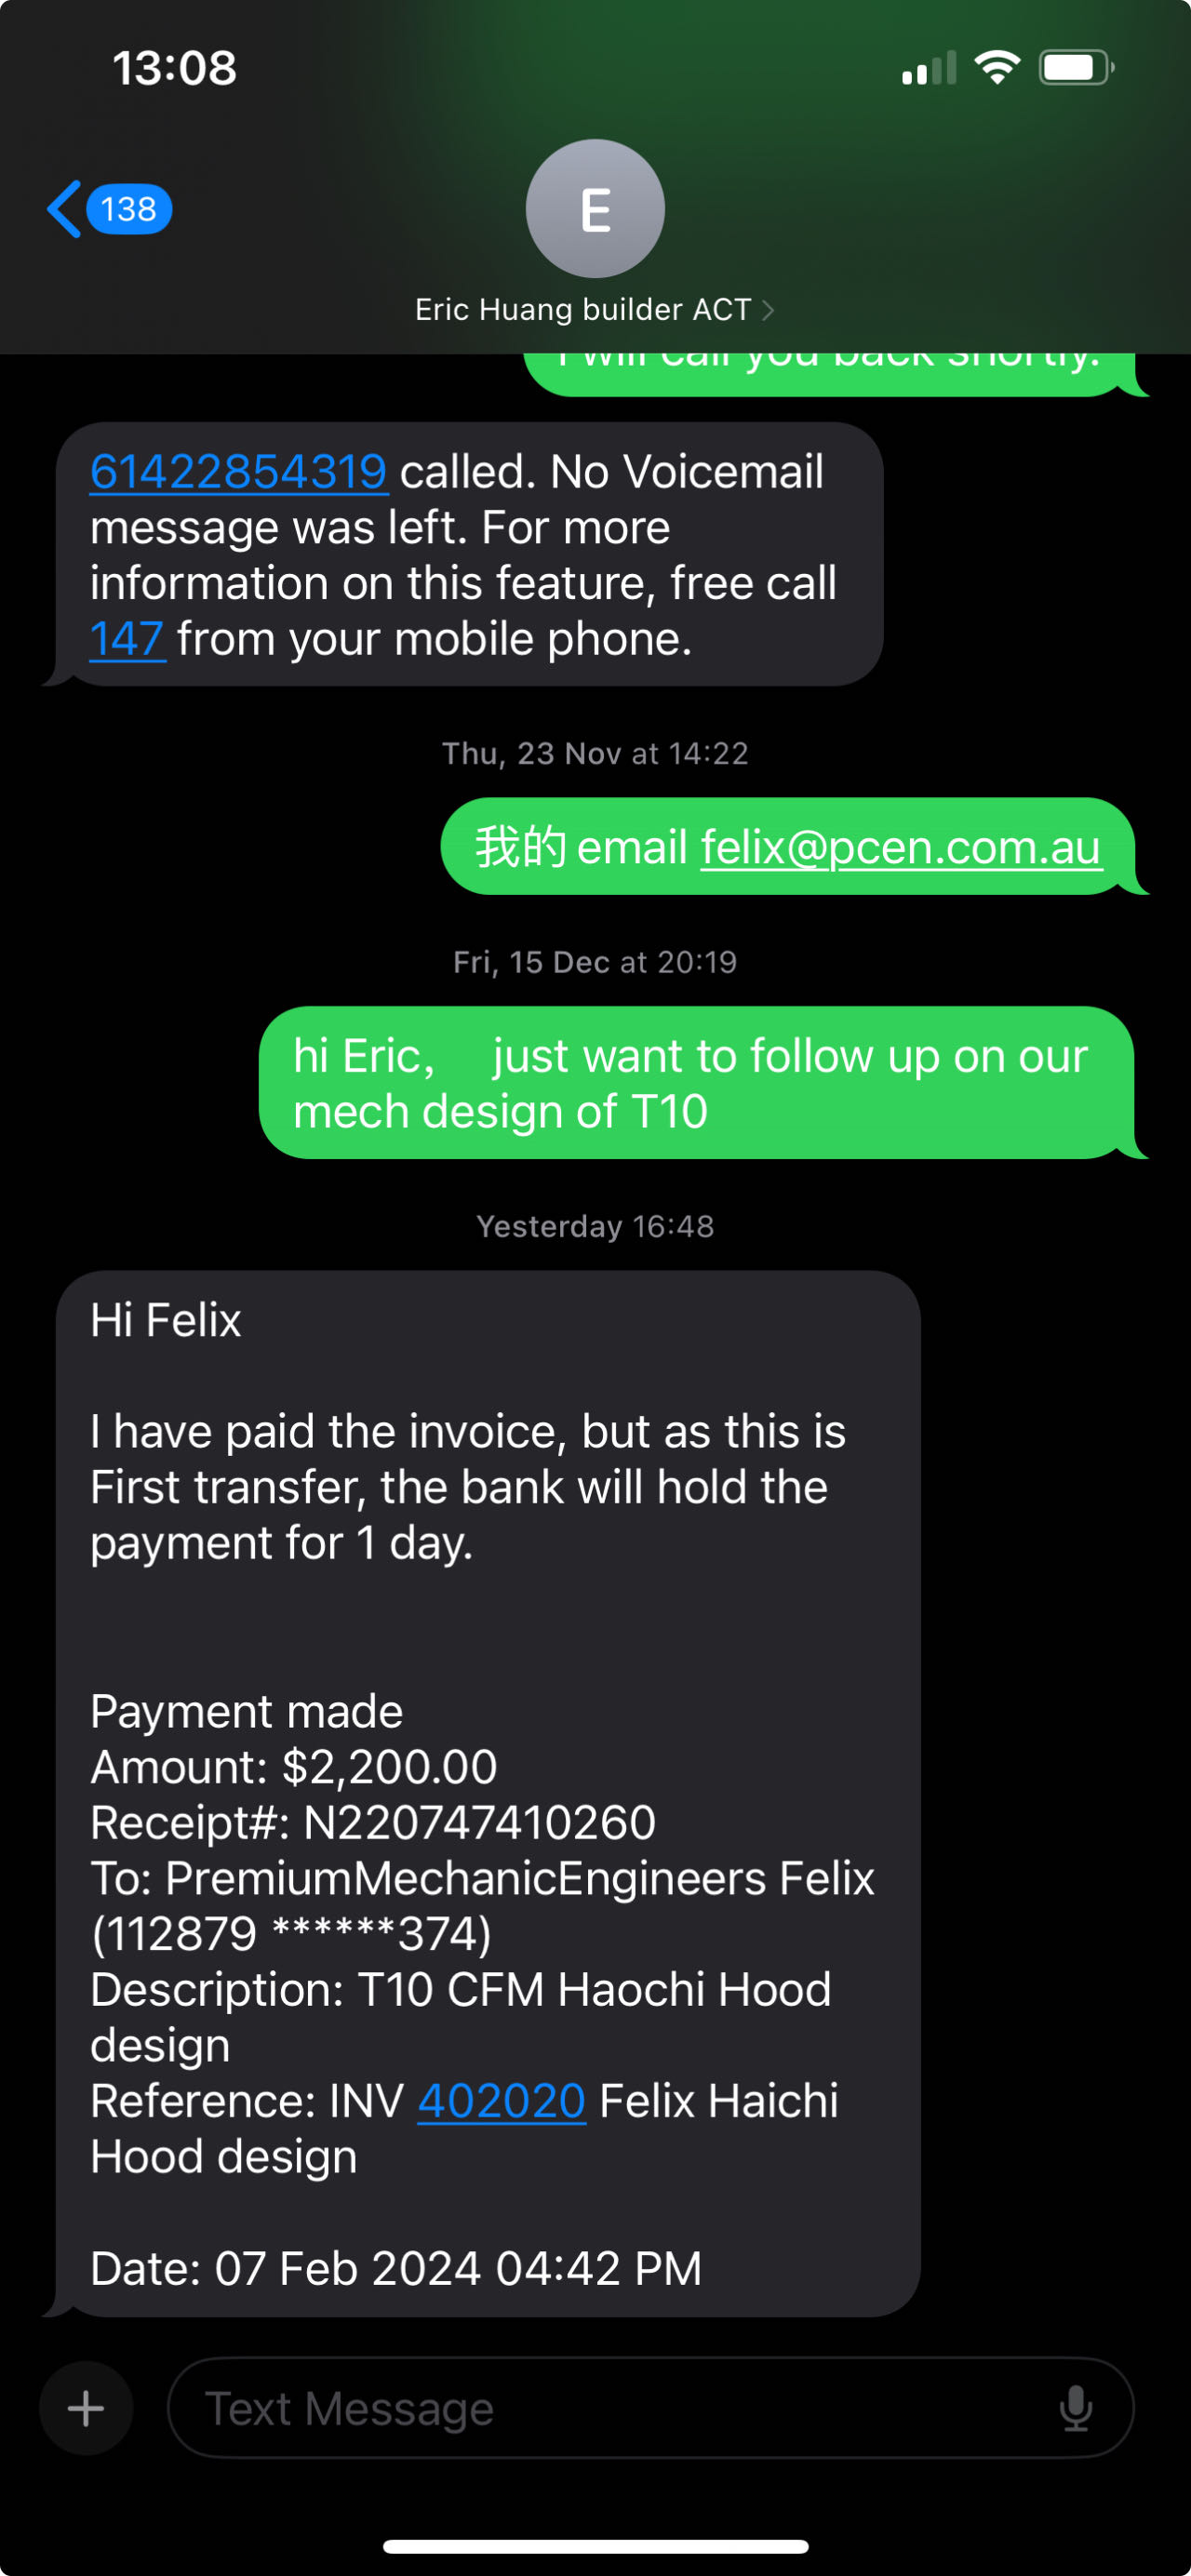 13:08
138
E
Eric Huang builder ACT
I will call you back shortly.
61422854319 called. No Voicemail
message was left. For more
information on this feature, free call
147 from your mobile phone.
Thu, 23 Nov at 14:22
我的 email felix@pcen.com.au
Fri, 15 Dec at 20:19
hi Eric， just want to follow up on our
mech design of T10
Yesterday 16:48
Hi Felix
I have paid the invoice, but as this is
First transfer, the bank will hold the
payment for 1 day.
Payment made
Amount: $2,200.00
Receipt#: N220747410260
To: PremiumMechanicEngineers Felix
(112879 ******374)
Description: T10 CFM Haochi Hood
design
Reference: INV 402020 Felix Haichi
Hood design
Date: 07 Feb 2024 04:42 PM
Text Message